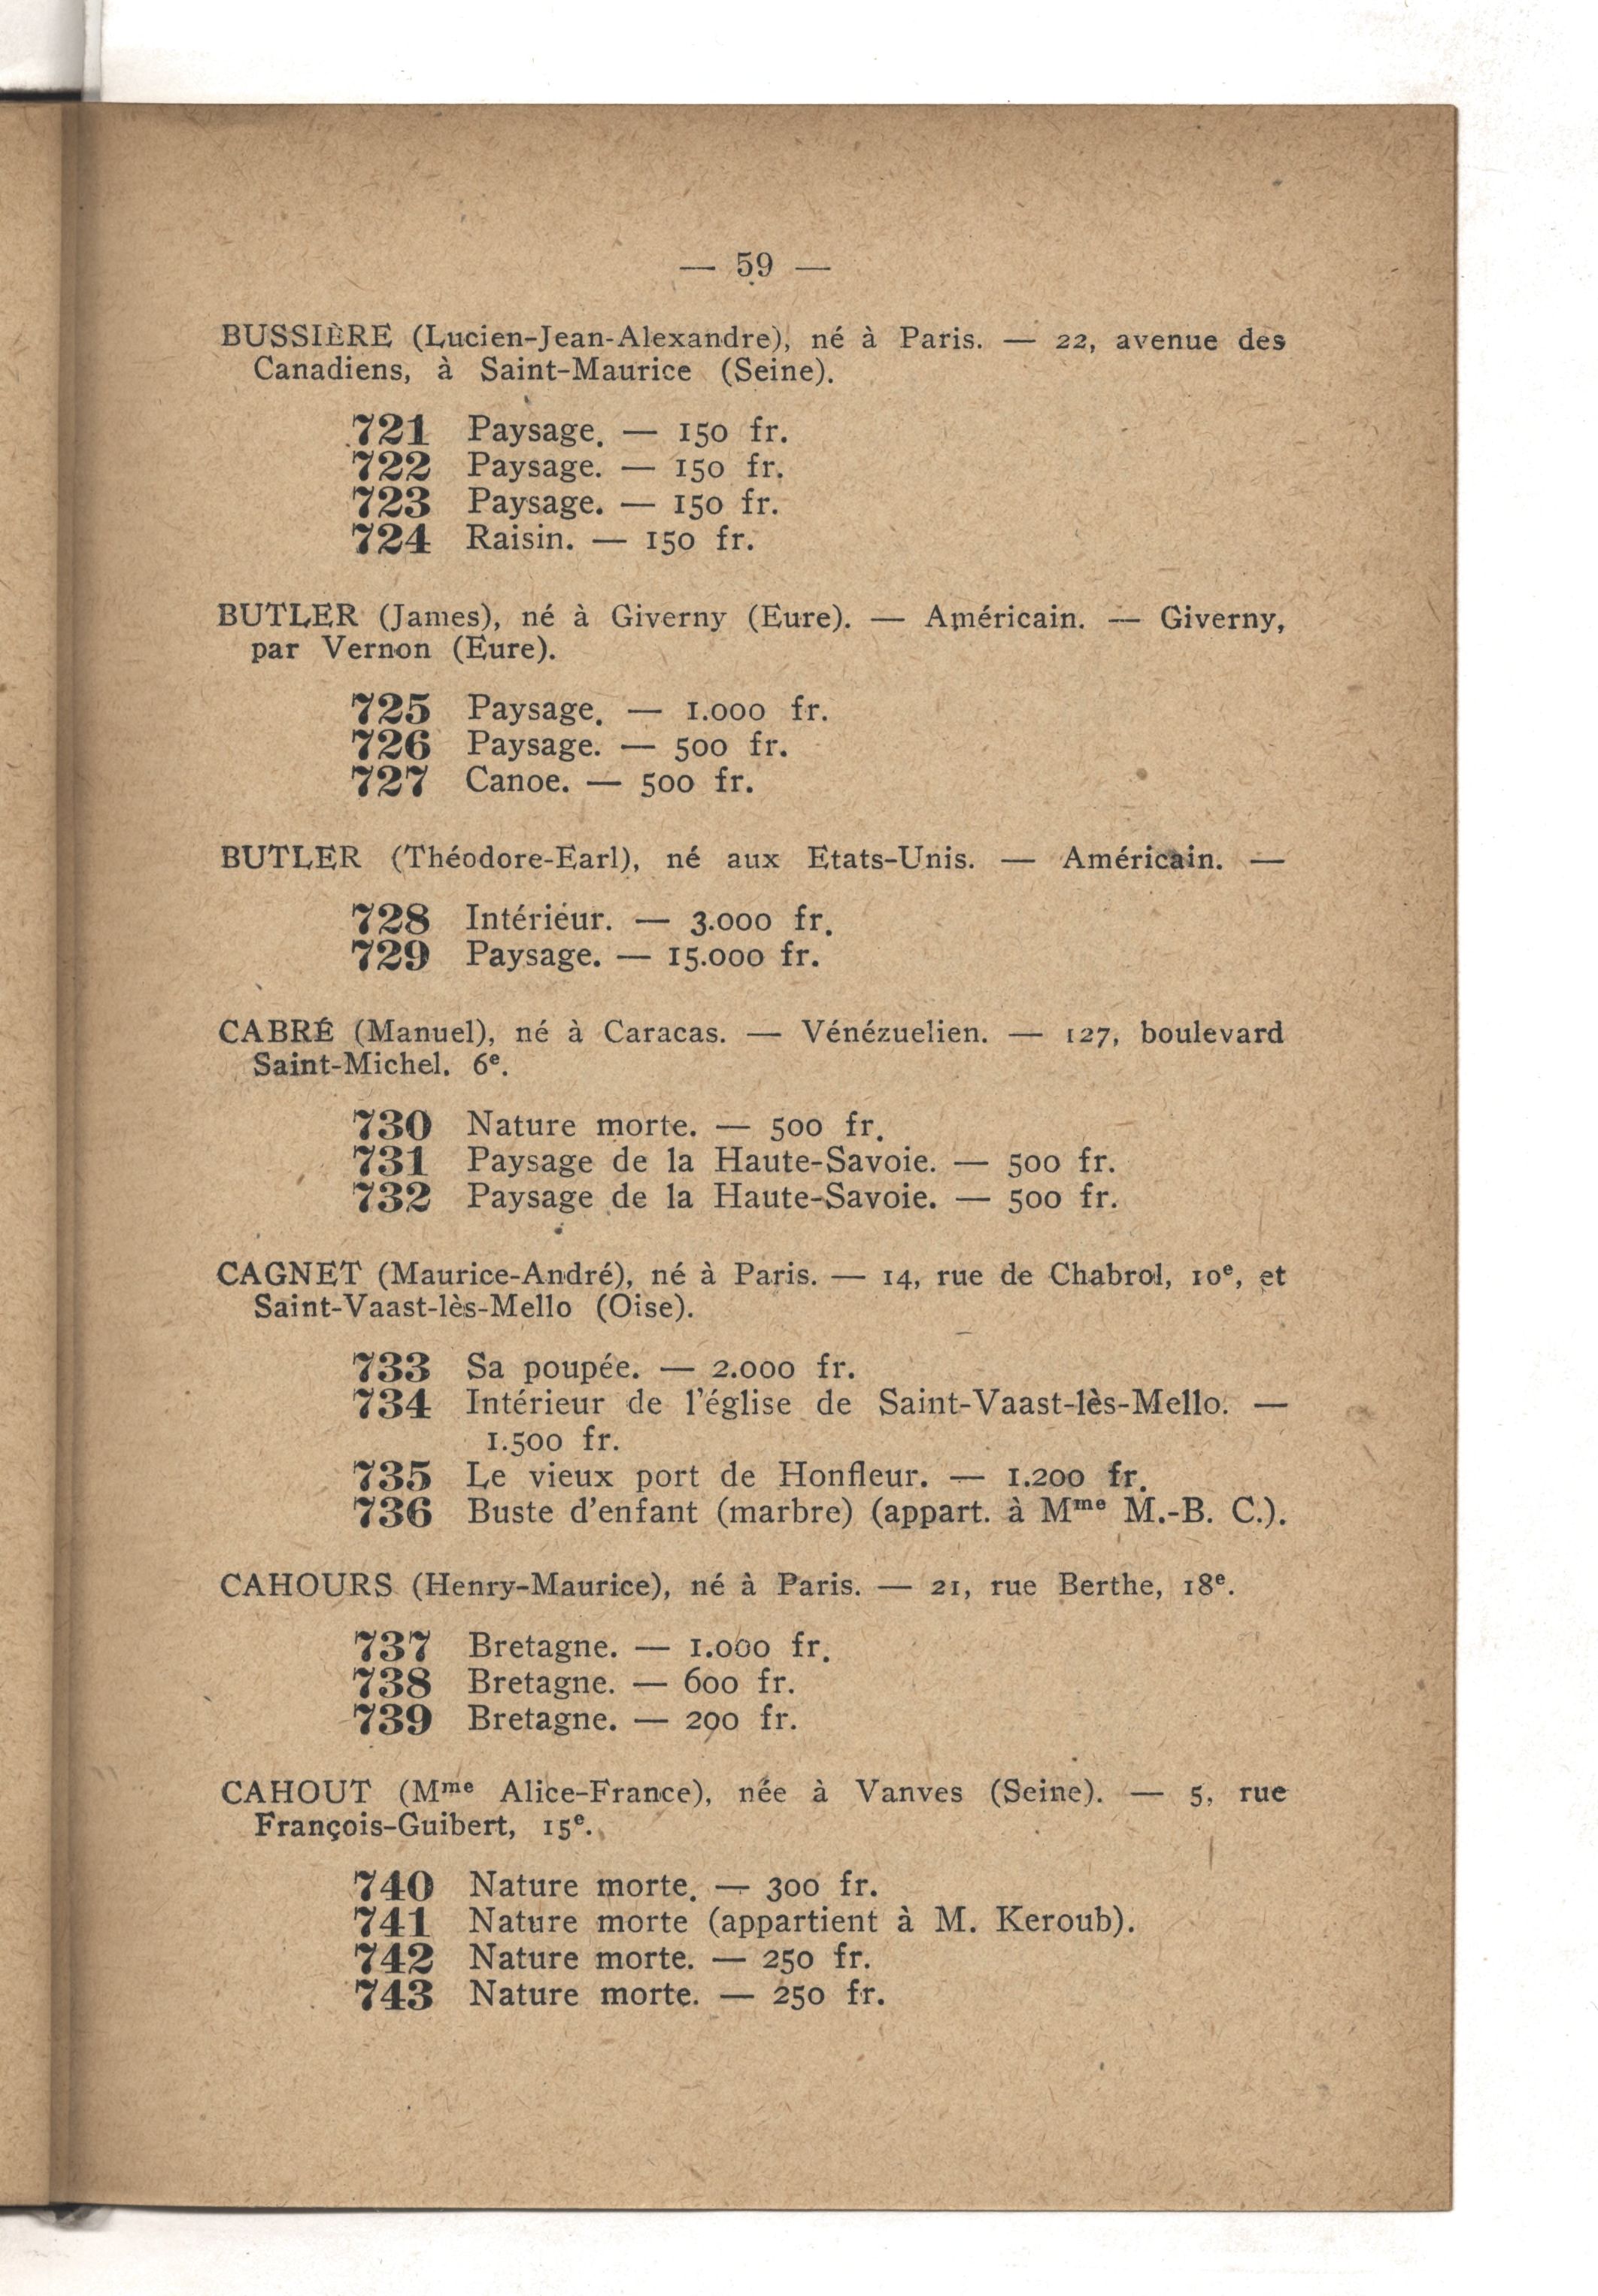 — 59 —
BUSSIÈRE (Lucien-Jean-Alexandre), né à Paris. — 22, avenue des
Canadiens, à Saint-Maurice (Seine).
721 Paysage. — 150 fr.
722 Paysage. — 150 fr.
723 Paysage. — 150 fr.
724 Raisin. — 150 fr.
BUTLER (James), né à Giverny (Eure). — Américain. — Giverny,
par Vernon (Eure).
725 Paysage. — 1.000 fr.
726 Paysage. — 500 fr.
727 Canoe. — 500 fr.
BUTLER (Théodore-Earl), né aux Etats-Unis. — Américain. —
728 Intérieur. — 3.000 fr.
729 Paysage. — 15.000 fr.
CABRÉ (Manuel), né à Caracas. — Vénézuelien. — 127, boulevard
Saint-Michel. 6e.
730 Nature morte. — 500 fr.
731 Paysage de la Haute-Savoie. — 500 fr.
732 Paysage de la Haute-Savoie. — 500 fr.
CAGNET (Maurice-André), né à Paris. — 14, rue de Chabrol, 10e, et
Saint-Vaast-lès-Mello (Oise).
733 Sa poupée. — 2.000 fr.
734 Intérieur de l'église de Saint-Vaast-lès-Mello. —
1.500 fr.
735 Le vieux port de Honfleur. — 1.200 fr.
736 Buste d'enfant (marbre) (appart. à Mme M.-B. C.).
CAHOURS (Henry-Maurice), né à Paris. — 21, rue Berthe, 18e.
737 Bretagne. — 1.000 fr.
738 Bretagne. — 600 fr.
739 Bretagne. — 200 fr.
CAHOUT (Mme Alice-France), née à Vanves (Seine). — 5, rue
François-Guibert, 15e.
740 Nature morte. — 300 fr.
741 Nature morte (appartient à M. Keroub).
742 Nature morte. — 250 fr.
743 Nature morte. — 250 fr.